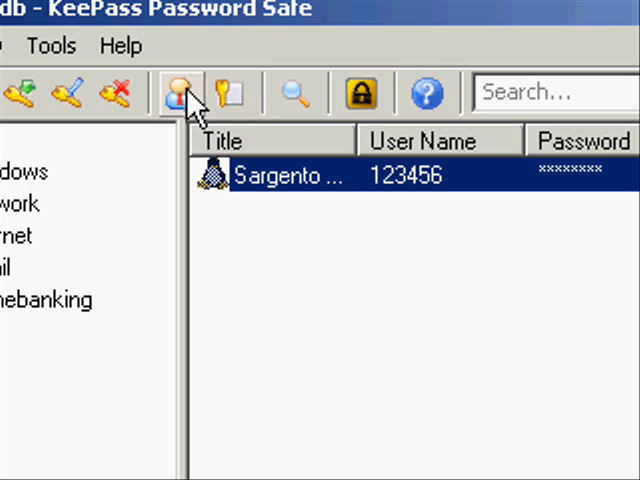 db - KeePass Password Safe
Tools Help
Search...
Title User Name Password
Sargento ... 123456 ********
dows
work
rnet
il
nebanking